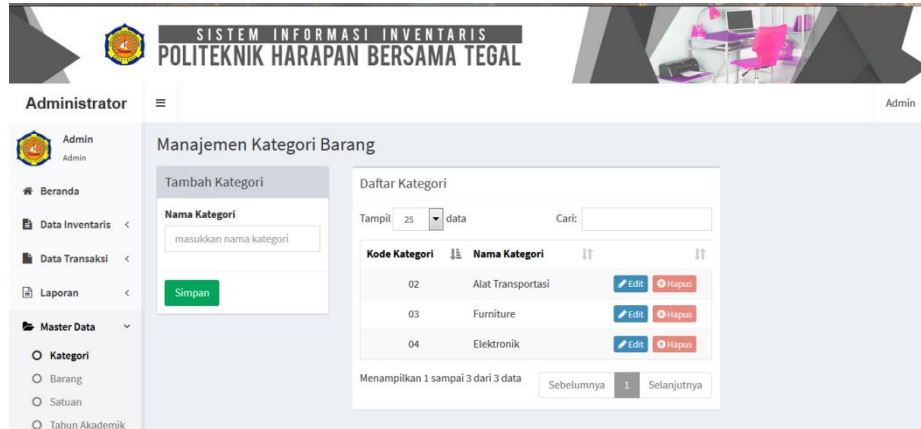 SISTEM INFORMASI INVENTARIS
POLITEKNIK HARAPAN BERSAMA TEGAL
Administrator
Admin
Admin
Admin
Beranda
Data Inventaris
Data Transaksi
Laporan
Master Data
Kategori
Barang
Satuan
Tahun Akademik
Manajemen Kategori Barang
Tambah Kategori
Nama Kategori
masukkan nama kategori
Simpan
Daftar Kategori
Tampil 25 data Cari:
Kode Kategori Nama Kategori
02 Alat Transportasi Edit Hapus
03 Furniture Edit Hapus
04 Elektronik Edit Hapus
Menampilkan 1 sampai 3 dari 3 data
Sebelumnya 1 Selanjutnya